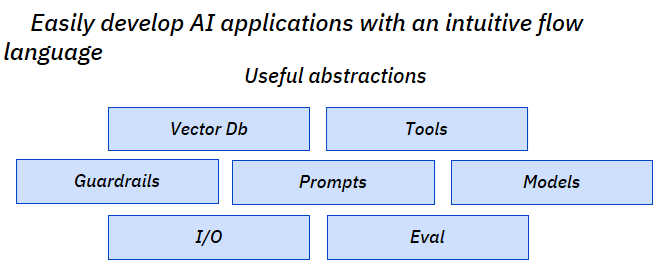 Easily develop AI applications with an intuitive flow
language
Useful abstractions
Vector Db
Tools
Guardrails
Prompts
Models
I/O
Eval